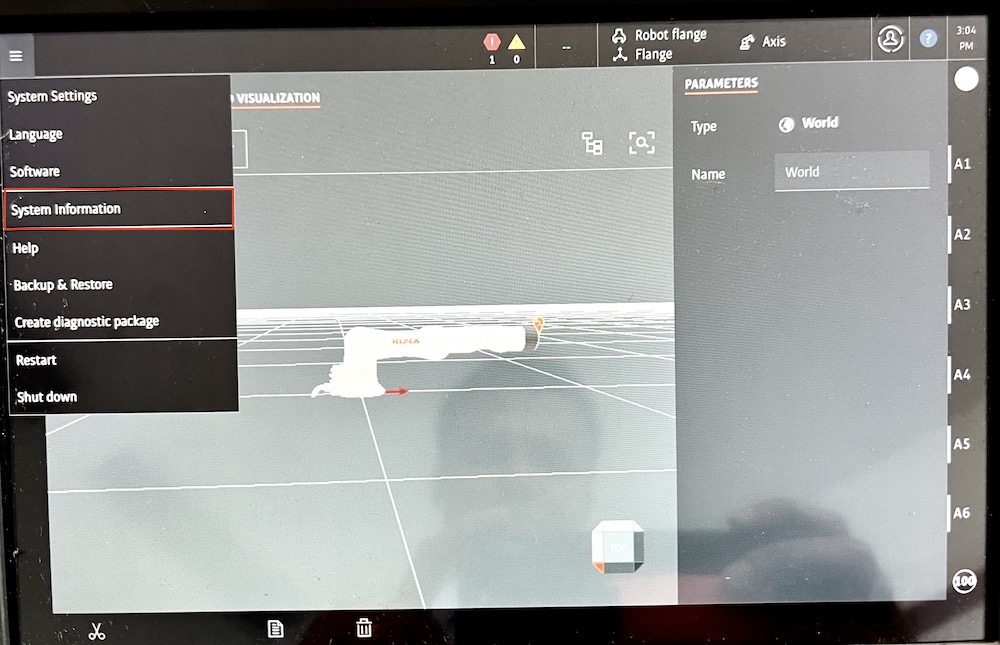 1
0
--
Robot flange
Flange
Axis
?
3:04
PM
System Settings
Language
Software
System Information
Help
Backup & Restore
Create diagnostic package
Restart
Shut down
VISUALIZATION
KUKA
TOP
PARAMETERS
Type
World
Name
World
A1
A2
A3
A4
A5
A6
100